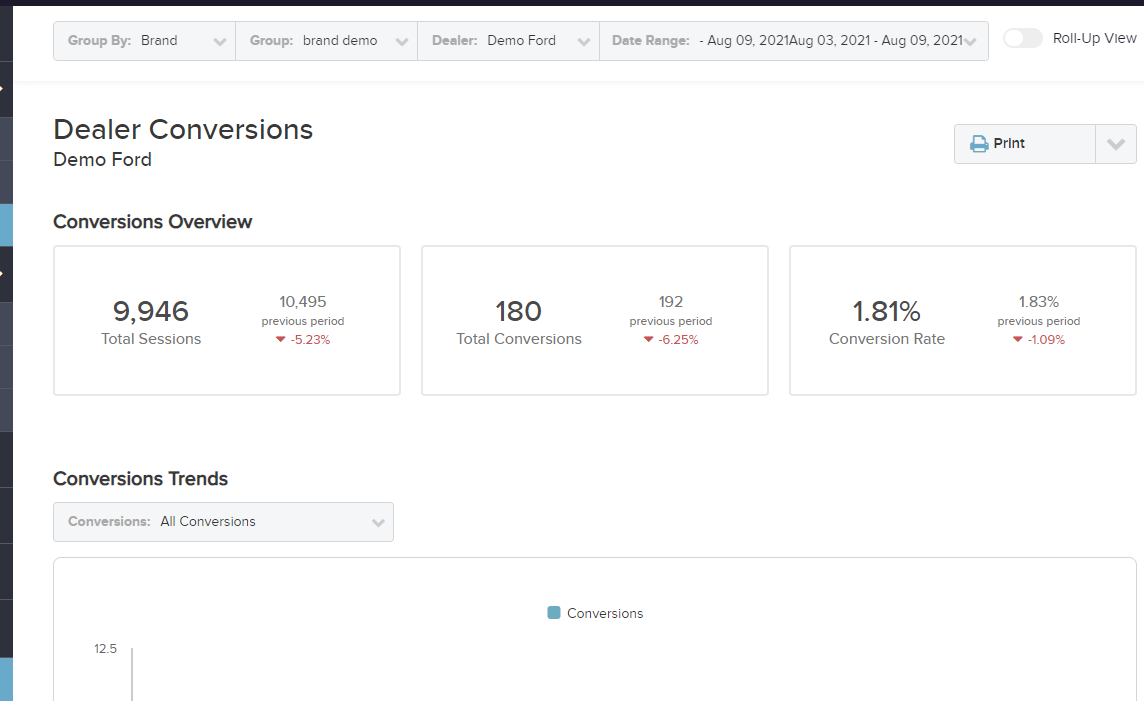 Group By: Brand Group: brand demo Dealer: Demo Ford Date Range: - Aug 09, 2021Aug 03, 2021 - Aug 09, 2021 Roll-Up View
Dealer Conversions
Demo Ford
Print
Conversions Overview
9,946
Total Sessions
10,495
previous period
-5.23%
180
Total Conversions
192
previous period
-6.25%
1.81%
Conversion Rate
1.83%
previous period
-1.09%
Conversions Trends
Conversions: All Conversions
Conversions
12.5